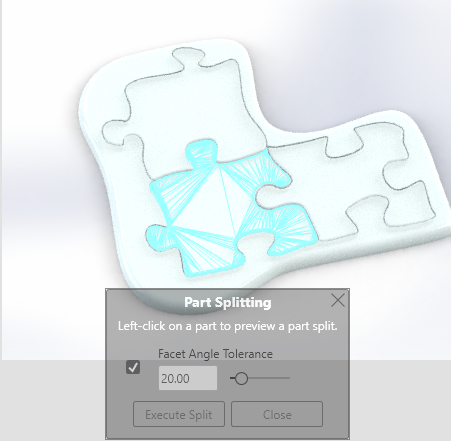 Part Splitting
Left-click on a part to preview a part split.
Facet Angle Tolerance
20.00
Execute Split Close